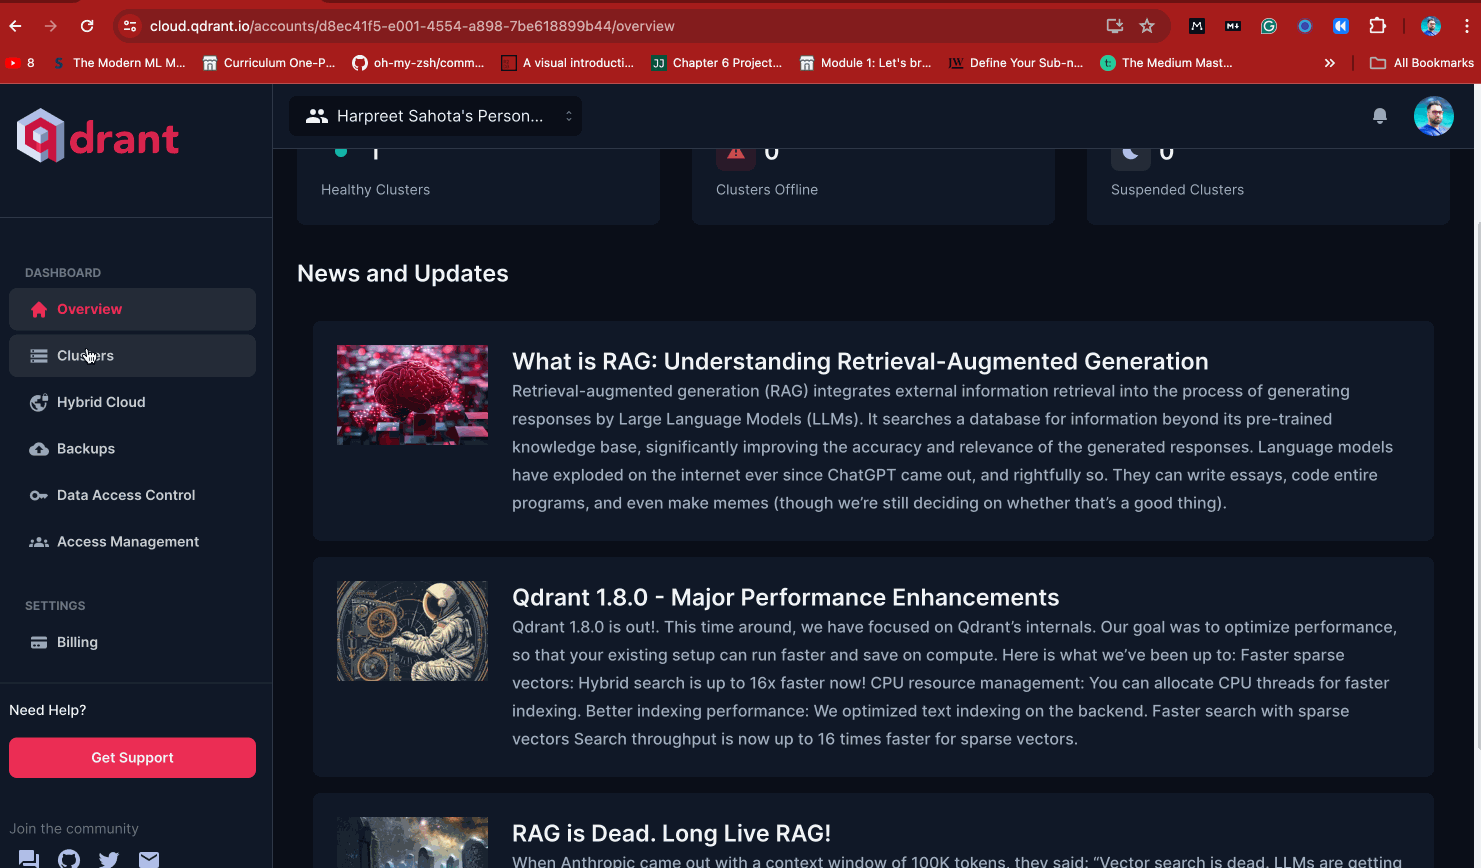 cloud.qdrant.io/accounts/d8ec41f5-e001-4554-a898-7be618899b44/overview
8
The Modern ML M...
Curriculum One-P...
oh-my-zsh/comm...
A visual introducti...
JJ
Chapter 6 Project...
Module 1: Let's br...
Define Your Sub-n...
The Medium Mast...
All Bookmarks
qdrant
Harpreet Sahota's Person...
1
0
0
Healthy Clusters
Clusters Offline
Suspended Clusters
DASHBOARD
Overview
Clusters
Hybrid Cloud
Backups
Data Access Control
Access Management
SETTINGS
Billing
Need Help?
Get Support
Join the community
News and Updates
What is RAG: Understanding Retrieval-Augmented Generation
Retrieval-augmented generation (RAG) integrates external information retrieval into the process of generating
responses by Large Language Models (LLMs). It searches a database for information beyond its pre-trained
knowledge base, significantly improving the accuracy and relevance of the generated responses. Language models
have exploded on the internet ever since ChatGPT came out, and rightfully so. They can write essays, code entire
programs, and even make memes (though we're still deciding on whether that's a good thing).
Qdrant 1.8.0 - Major Performance Enhancements
Qdrant 1.8.0 is out!. This time around, we have focused on Qdrant's internals. Our goal was to optimize performance,
so that your existing setup can run faster and save on compute. Here is what we've been up to: Faster sparse
vectors: Hybrid search is up to 16x faster now! CPU resource management: You can allocate CPU threads for faster
indexing. Better indexing performance: We optimized text indexing on the backend. Faster search with sparse
vectors Search throughput is now up to 16 times faster for sparse vectors.
RAG is Dead. Long Live RAG!
When Anthropic came out with a context window of 100K tokens, they said: "Vector search is dead. LLMs are getting